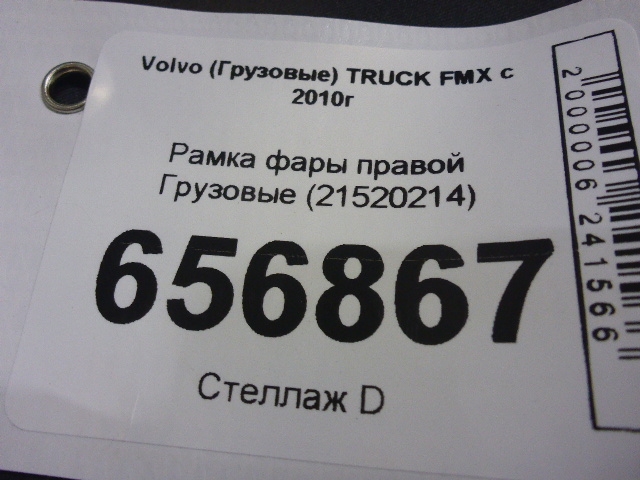 Volvo (Грузовые) TRUCK FMX с
2010г
Рамка фары правой
Грузовые (21520214)
656867
Стеллаж D
2000006241566